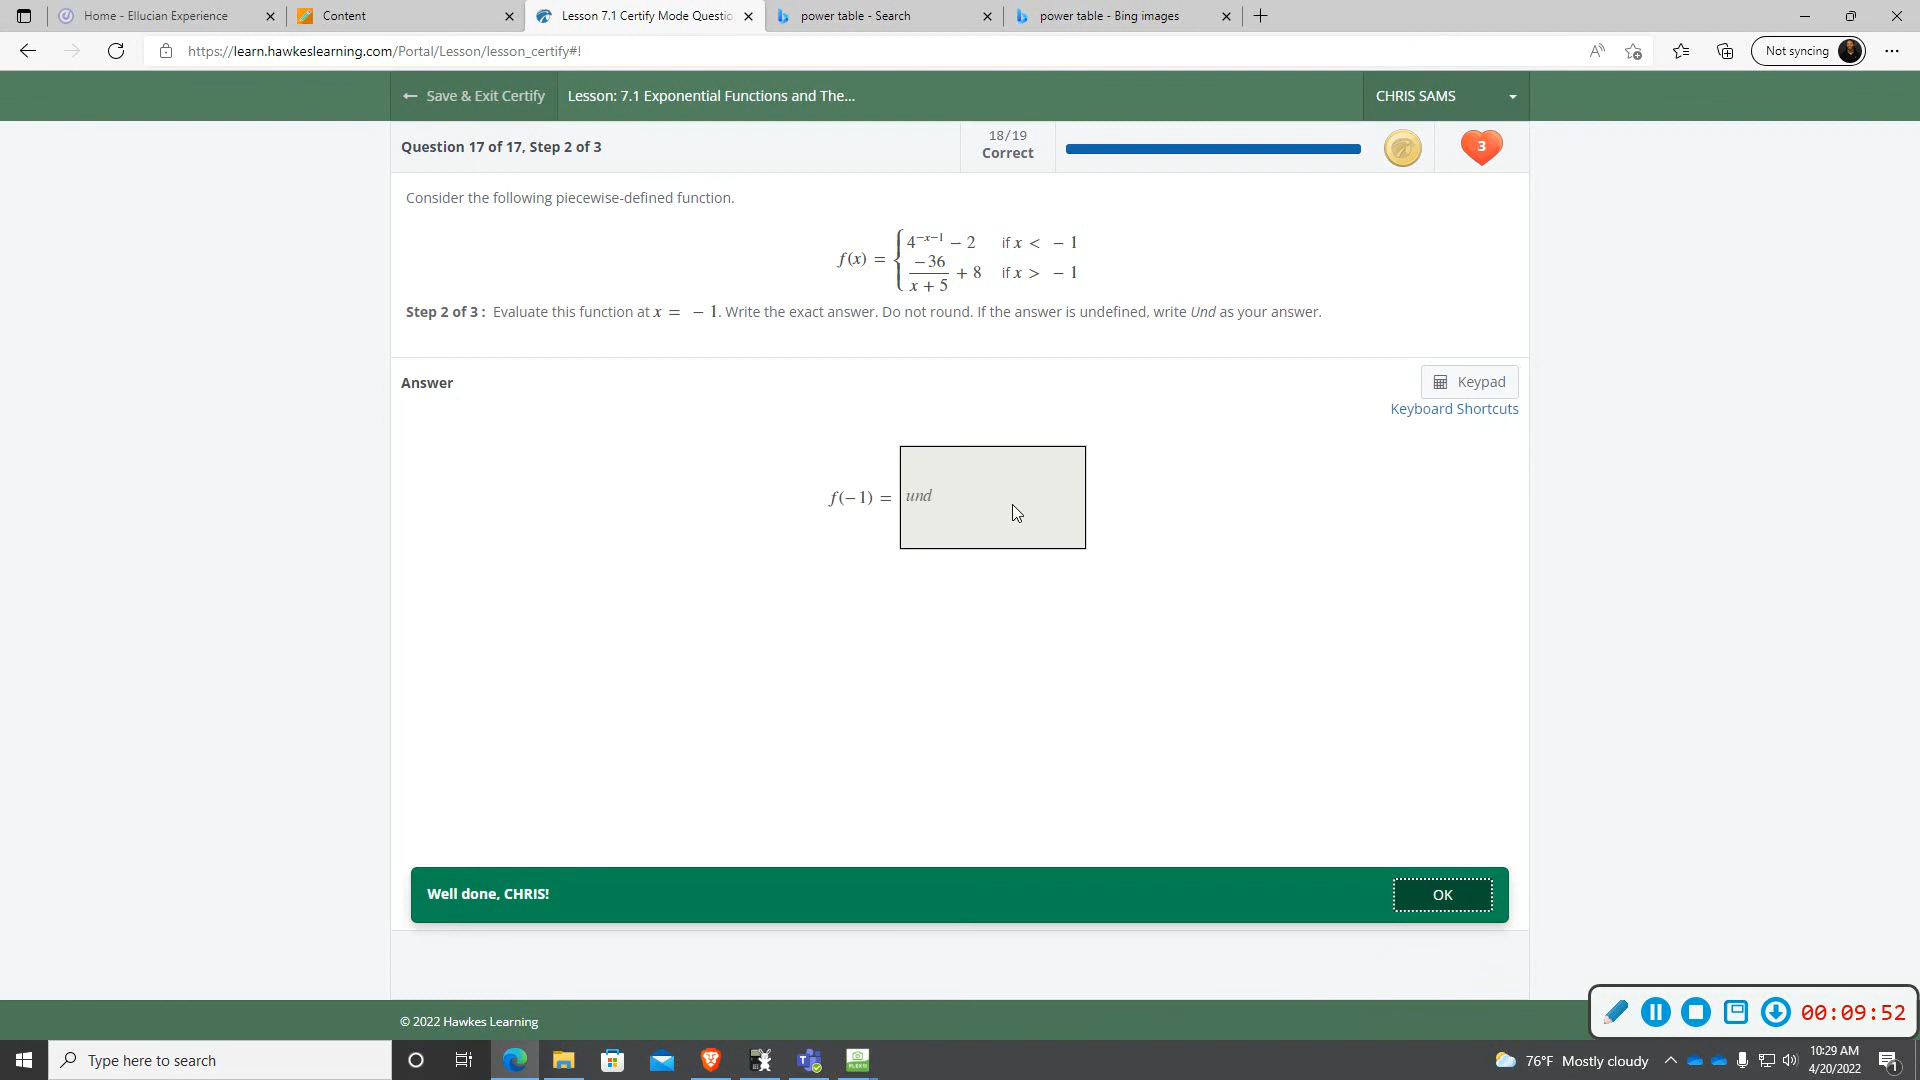 Home - Ellucian Experience
Content
Lesson 7.1 Certify Mode Questio
power table - Search
power table - Bing images
https://learn.hawkeslearning.com/Portal/Lesson/lesson_certify#!
Not syncing
← Save & Exit Certify
Lesson: 7.1 Exponential Functions and The...
CHRIS SAMS
Question 17 of 17, Step 2 of 3
18/19
Correct
3
Consider the following piecewise-defined function.
f(x) = { 4^{-x-1} - 2 if x < -1
-36/(x + 5) + 8 if x > -1
Step 2 of 3 : Evaluate this function at x = -1. Write the exact answer. Do not round. If the answer is undefined, write Und as your answer.
Answer
Keypad
Keyboard Shortcuts
f(-1) = und
Well done, CHRIS!
OK
© 2022 Hawkes Learning
00:09:52
Type here to search
76°F Mostly cloudy
10:29 AM
4/20/2022
1